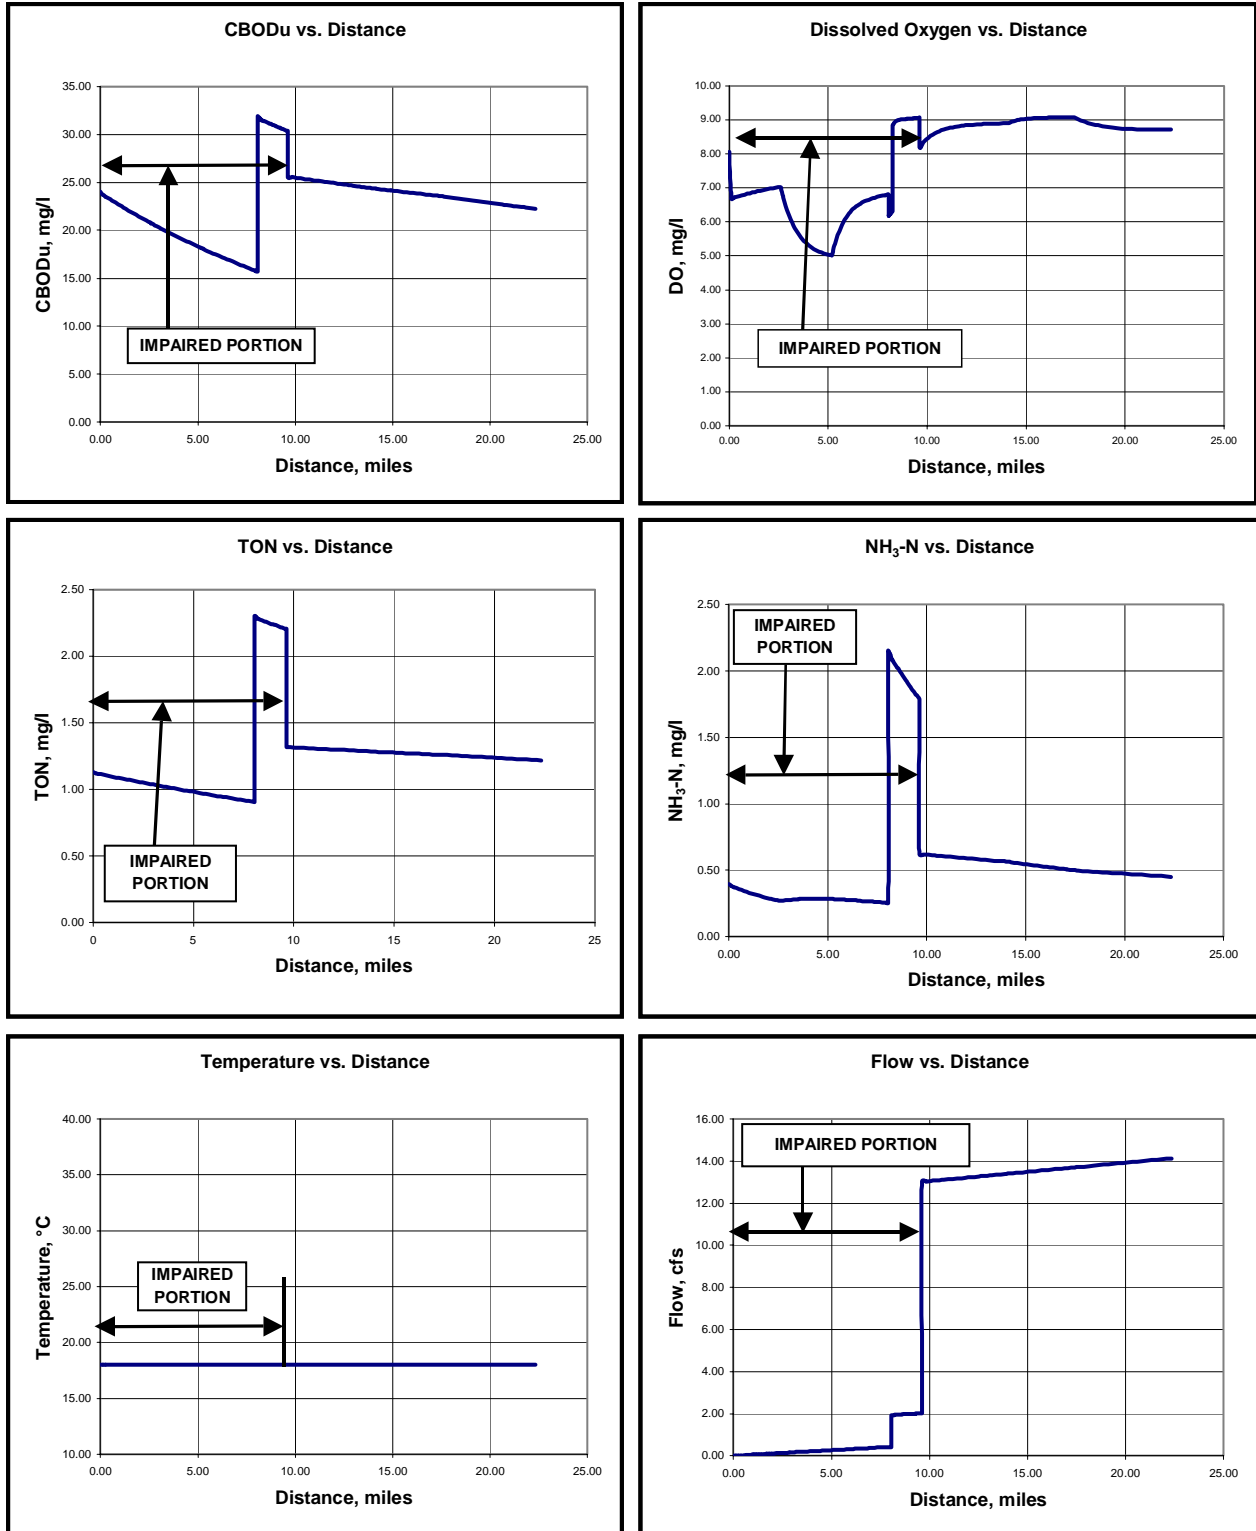 CBODu vs. Distance
35.00
30.00
25.00
20.00
15.00
10.00
5.00
0.00
CBODu, mg/l
IMPAIRED PORTION
0.00 5.00 10.00 15.00 20.00 25.00
Distance, miles
Dissolved Oxygen vs. Distance
10.00
9.00
8.00
7.00
6.00
5.00
4.00
3.00
2.00
1.00
0.00
DO, mg/l
IMPAIRED PORTION
0.00 5.00 10.00 15.00 20.00 25.00
Distance, miles
TON vs. Distance
2.50
2.00
1.50
1.00
0.50
0.00
TON, mg/l
IMPAIRED
PORTION
0 5 10 15 20 25
Distance, miles
NH₃-N vs. Distance
2.50
2.00
1.50
1.00
0.50
0.00
NH₃-N, mg/l
IMPAIRED
PORTION
0.00 5.00 10.00 15.00 20.00 25.00
Distance, miles
Temperature vs. Distance
40.00
35.00
30.00
25.00
20.00
15.00
10.00
Temperature, °C
IMPAIRED
PORTION
0.00 5.00 10.00 15.00 20.00 25.00
Distance, miles
Flow vs. Distance
16.00
14.00
12.00
10.00
8.00
6.00
4.00
2.00
0.00
Flow, cfs
IMPAIRED PORTION
0.00 5.00 10.00 15.00 20.00 25.00
Distance, miles